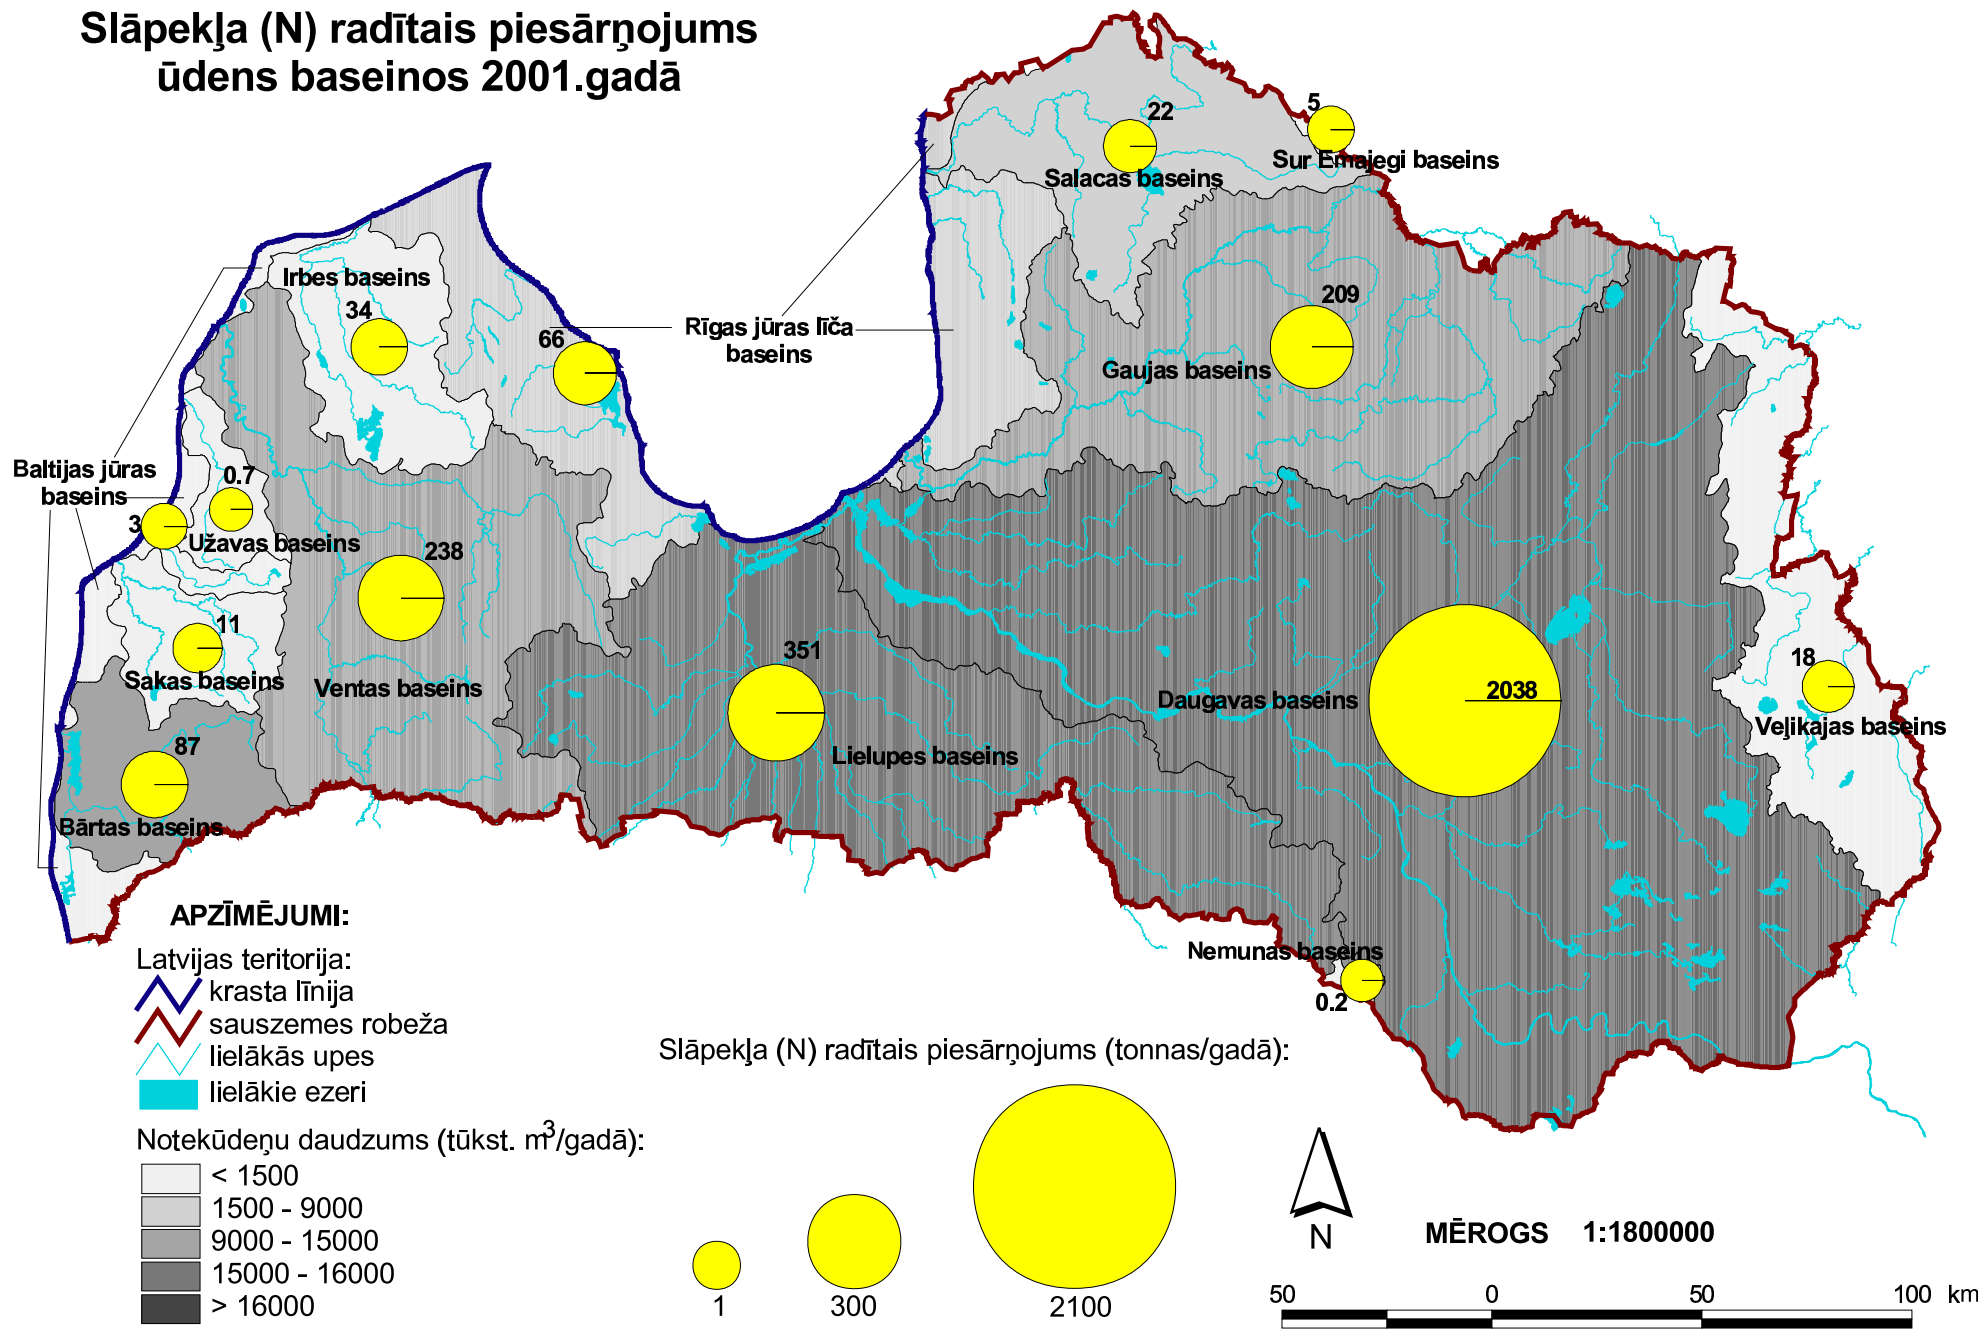 Slāpekļa (N) radītais piesārņojums
ūdens baseinos 2001.gadā
22
5
Sur Emajegi baseins
Salacas baseins
Irbes baseins
34
66
Rīgas jūras līča
baseins
209
Gaujas baseins
Baltijas jūras
baseins
0.7
3
Užavas baseins
238
11
Sakas baseins
Ventas baseins
351
Lielupes baseins
Daugavas baseins
2038
18
Veļikajas baseins
87
Bārtas baseins
Nemunas baseins
0.2
APZĪMĒJUMI:
Latvijas teritorija:
krasta līnija
sauszemes robeža
lielākās upes
lielākie ezeri
Notekūdeņu daudzums (tūkst. m³/gadā):
< 1500
1500 - 9000
9000 - 15000
15000 - 16000
> 16000
Slāpekļa (N) radītais piesārņojums (tonnas/gadā):
1
300
2100
N
MĒROGS 1:1800000
50 0 50 100 km